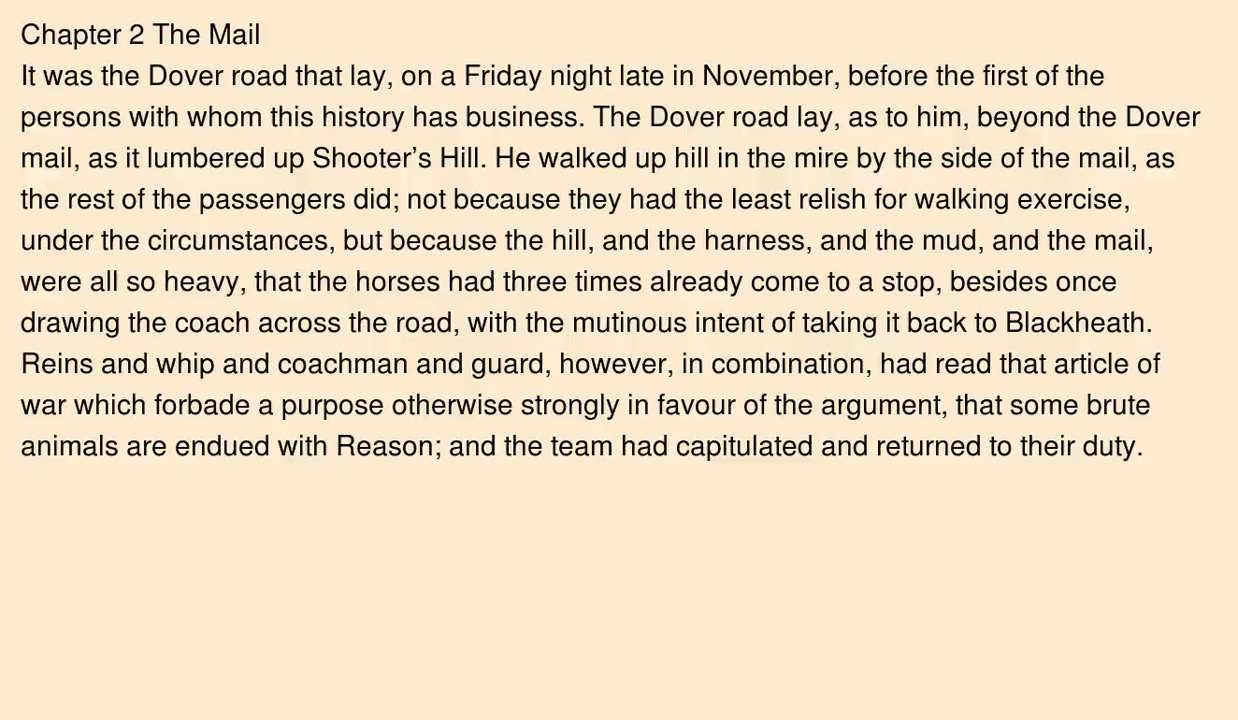 Chapter 2 The Mail
It was the Dover road that lay, on a Friday night late in November, before the first of the
persons with whom this history has business. The Dover road lay, as to him, beyond the Dover
mail, as it lumbered up Shooter’s Hill. He walked up hill in the mire by the side of the mail, as
the rest of the passengers did; not because they had the least relish for walking exercise,
under the circumstances, but because the hill, and the harness, and the mud, and the mail,
were all so heavy, that the horses had three times already come to a stop, besides once
drawing the coach across the road, with the mutinous intent of taking it back to Blackheath.
Reins and whip and coachman and guard, however, in combination, had read that article of
war which forbade a purpose otherwise strongly in favour of the argument, that some brute
animals are endued with Reason; and the team had capitulated and returned to their duty.